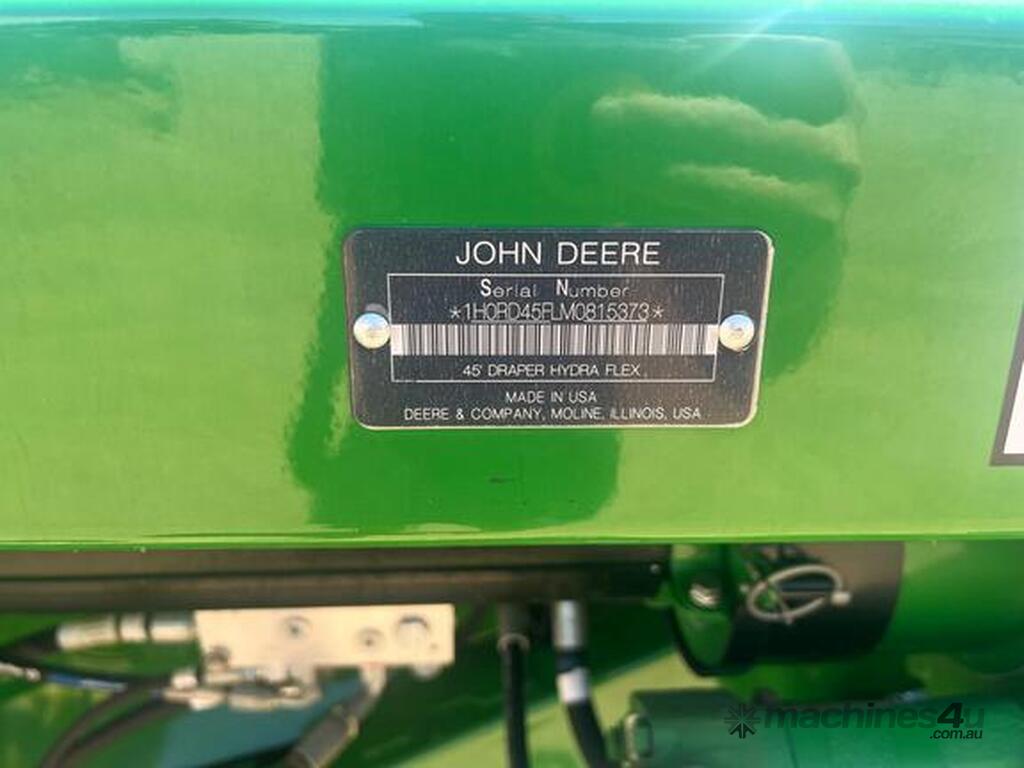 JOHN DEERE
Serial Number
*1H0RD45FLM0815373*
45' DRAPER HYDRA FLEX
MADE IN USA
DEERE & COMPANY, MOLINE, ILLINOIS, USA
machines4u
.com.au